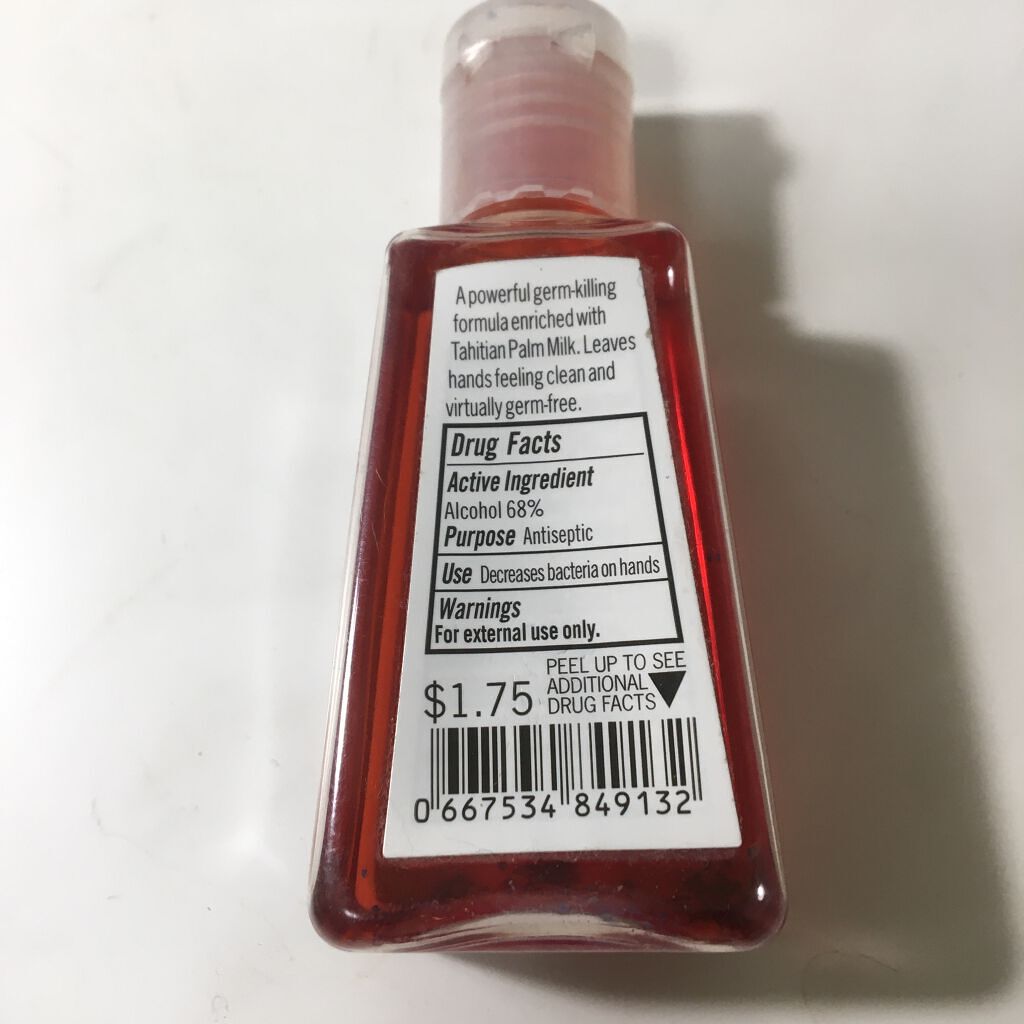 A powerful germ-killing
formula enriched with
Tahitian Palm Milk. Leaves
hands feeling clean and
virtually germ-free.
Drug Facts
Active Ingredient
Alcohol 68%
Purpose Antiseptic
Use Decreases bacteria on hands
Warnings
For external use only.
$1.75
PEEL UP TO SEE
ADDITIONAL
DRUG FACTS
0 667534 849132